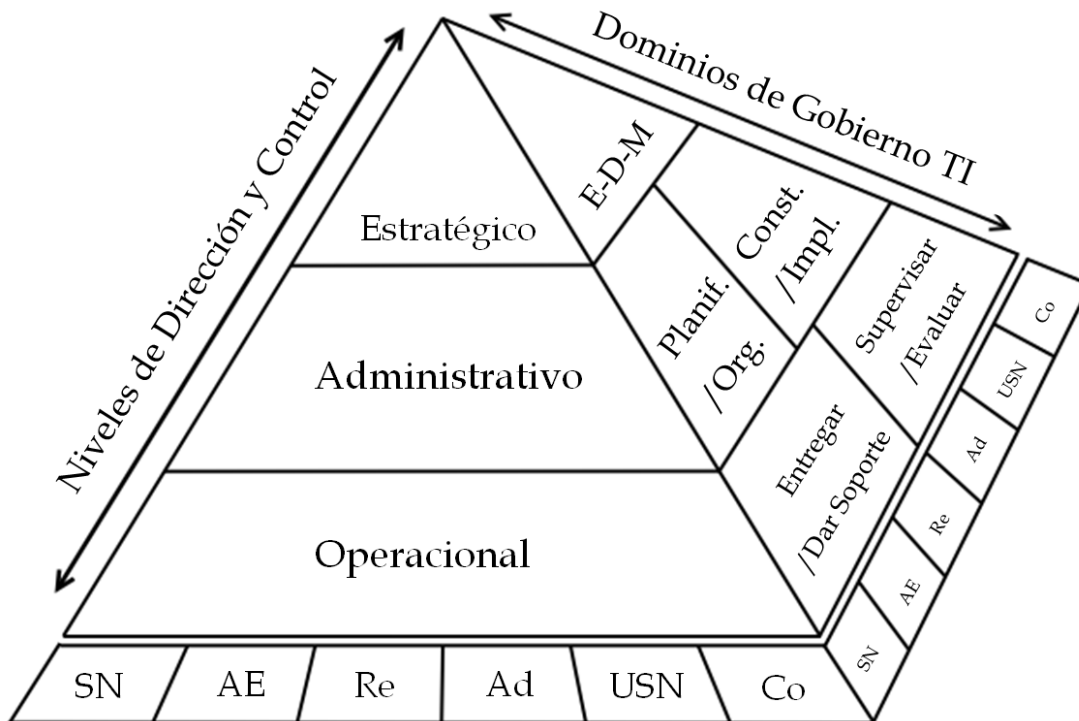 Niveles de Dirección y Control
Dominios de Gobierno TI
Estratégico
Administrativo
Operacional
E-D-M
Planif.
/Org.
Const.
/Impl.
Entregar
/Dar Soporte
Supervisar
/Evaluar
SN AE Re Ad USN Co
SN
AE
Re
Ad
USN
Co